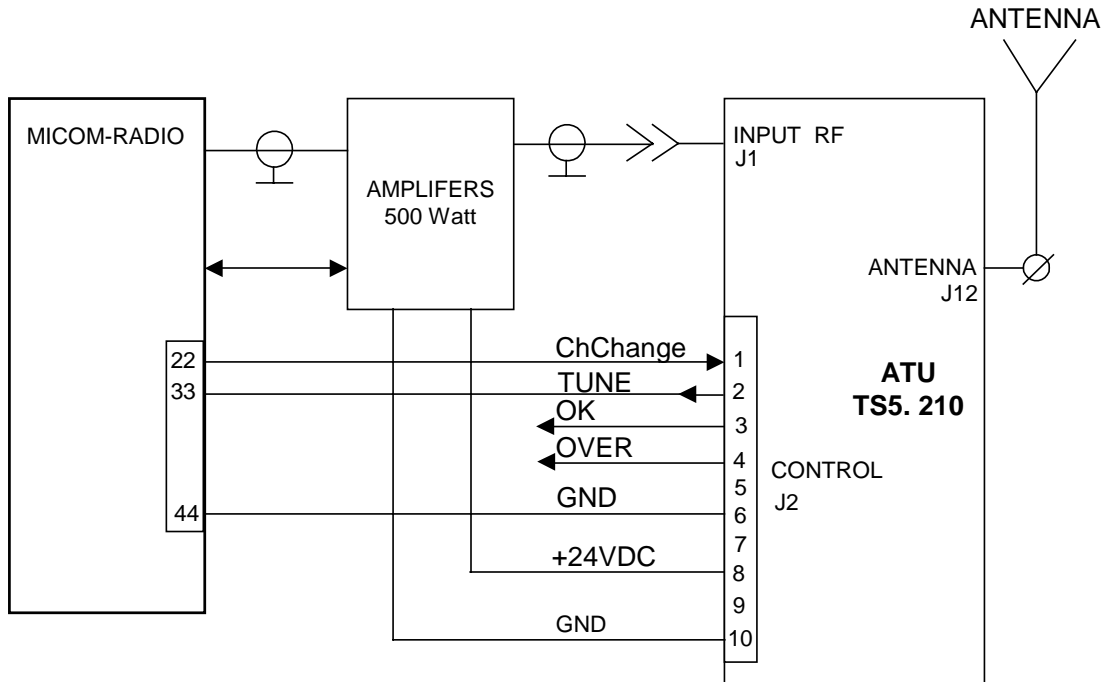 ANTENNA
MICOM-RADIO
AMPLIFERS
500 Watt
INPUT RF
J1
ANTENNA
J12
ATU
TS5. 210
22
ChChange
1
33
TUNE
2
OK
3
OVER
4
5
CONTROL
J2
44
GND
6
7
+24VDC
8
9
GND
10